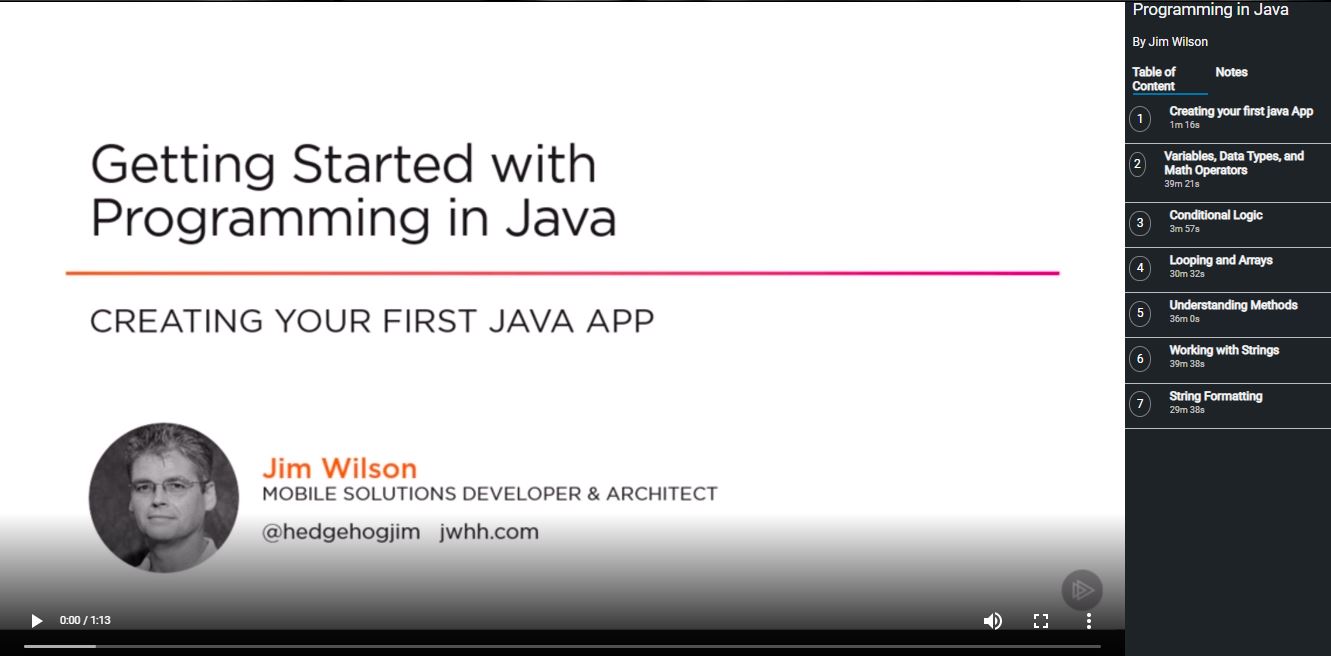 Getting Started with
Programming in Java
CREATING YOUR FIRST JAVA APP
Jim Wilson
MOBILE SOLUTIONS DEVELOPER & ARCHITECT
@hedgehogjim jwhh.com
0:00 / 1:13
Programming in Java
By Jim Wilson
Table of
Content
Notes
1
Creating your first java App
1m 16s
2
Variables, Data Types, and
Math Operators
39m 21s
3
Conditional Logic
3m 57s
4
Looping and Arrays
30m 32s
5
Understanding Methods
36m 0s
6
Working with Strings
39m 38s
7
String Formatting
29m 38s